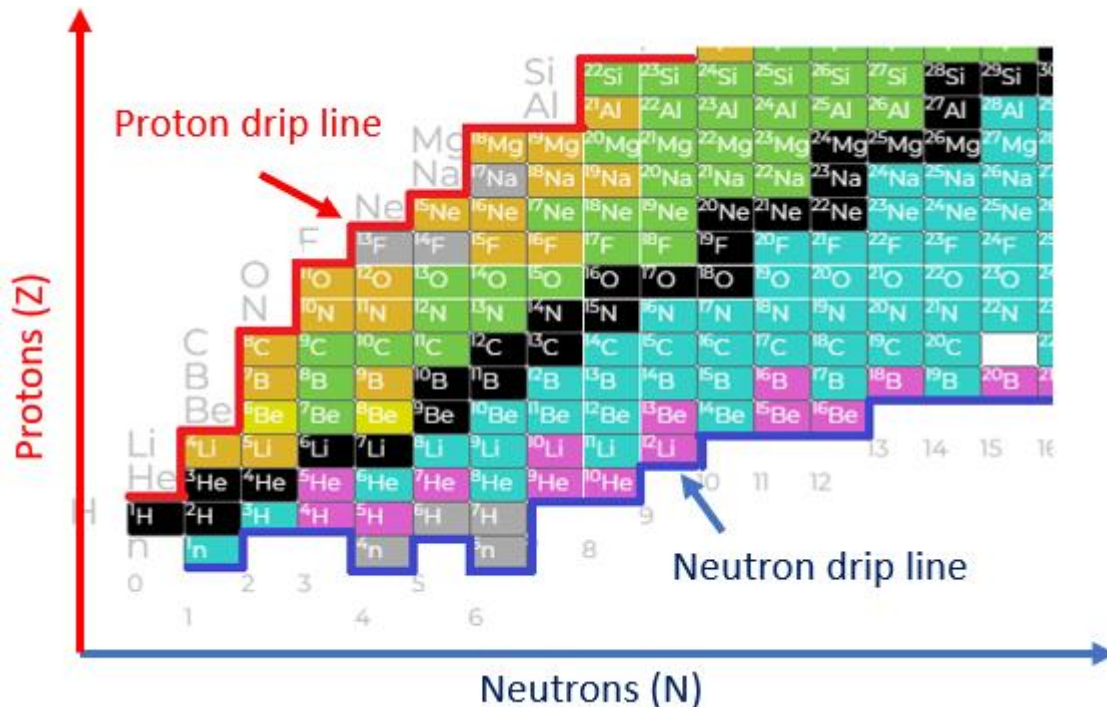 Protons (Z)
Proton drip line
Si ²²Si ²³Si ²⁴Si ²⁵Si ²⁶Si ²⁷Si ²⁸Si ²⁹Si 30
Al ²¹Al ²²Al ²³Al ²⁴Al ²⁵Al ²⁶Al ²⁷Al ²⁸Al
Mg ¹⁸Mg ¹⁹Mg ²⁰Mg ²¹Mg ²²Mg ²³Mg ²⁴Mg ²⁵Mg ²⁶Mg ²⁷Mg
Na ¹⁷Na ¹⁸Na ¹⁹Na ²⁰Na ²¹Na ²²Na ²³Na ²⁴Na ²⁵Na
Ne ¹⁵Ne ¹⁶Ne ¹⁷Ne ¹⁸Ne ¹⁹Ne ²⁰Ne ²¹Ne ²²Ne ²³Ne ²⁴Ne ²⁵Ne
F ¹³F ¹⁴F ¹⁵F ¹⁶F ¹⁷F ¹⁸F ¹⁹F ²⁰F ²¹F ²²F ²³F ²⁴F
O ¹¹O ¹²O ¹³O ¹⁴O ¹⁵O ¹⁶O ¹⁷O ¹⁸O ¹⁹O ²⁰O ²¹O ²²O ²³O
N ¹⁰N ¹¹N ¹²N ¹³N ¹⁴N ¹⁵N ¹⁶N ¹⁷N ¹⁸N ¹⁹N ²⁰N ²¹N ²²N
C ⁸C ⁹C ¹⁰C ¹¹C ¹²C ¹³C ¹⁴C ¹⁵C ¹⁶C ¹⁷C ¹⁸C ¹⁹C ²⁰C 22
B ⁷B ⁸B ⁹B ¹⁰B ¹¹B ¹²B ¹³B ¹⁴B ¹⁵B ¹⁶B ¹⁷B ¹⁸B ¹⁹B ²⁰B 21
Be ⁶Be ⁷Be ⁸Be ⁹Be ¹⁰Be ¹¹Be ¹²Be ¹³Be ¹⁴Be ¹⁵Be ¹⁶Be
Li ⁴Li ⁵Li ⁶Li ⁷Li ⁸Li ⁹Li ¹⁰Li ¹¹Li ¹²Li
He ³He ⁴He ⁵He ⁶He ⁷He ⁸He ⁹He ¹⁰He
H ¹H ²H ³H ⁴H ⁵H ⁶H ⁷H
n ¹n ⁴n ⁶n
0 1 2 3 4 5 6 8 9 10 11 12 13 14 15 16
Neutron drip line
Neutrons (N)